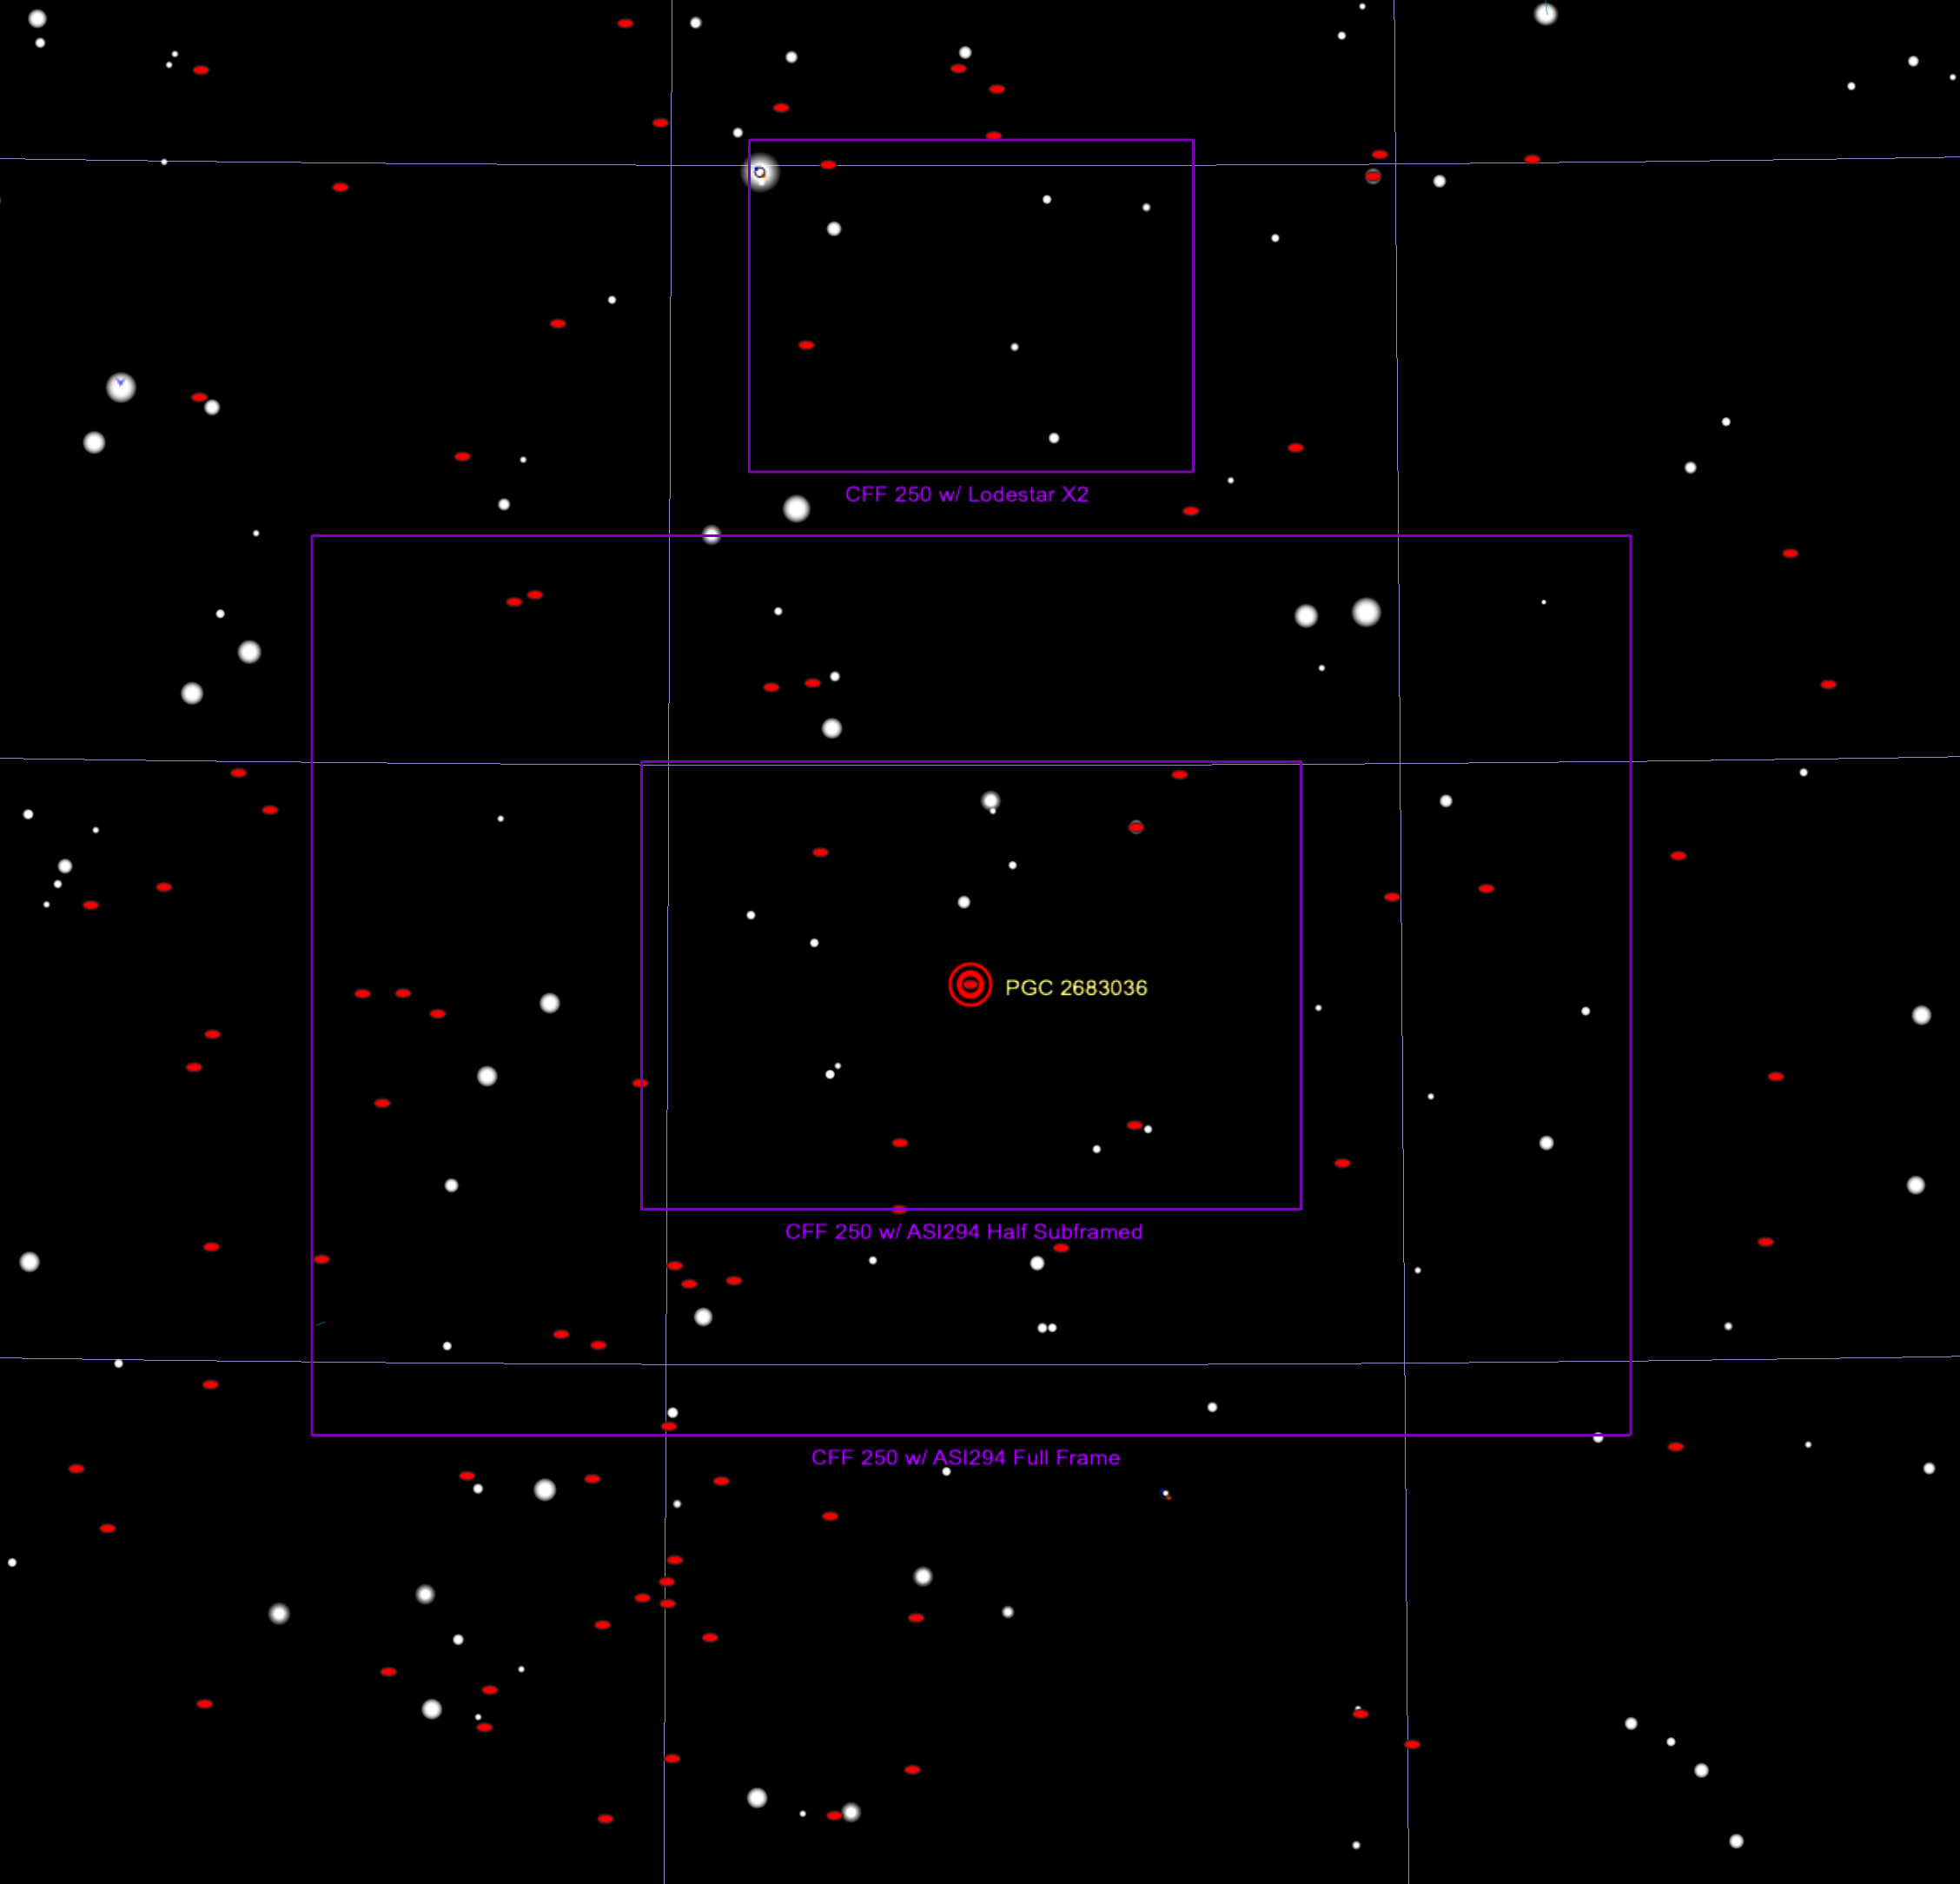 CFF 250 w/ Lodestar X2
PGC 2683036
CFF 250 w/ ASI294 Half Subframed
CFF 250 w/ ASI294 Full Frame